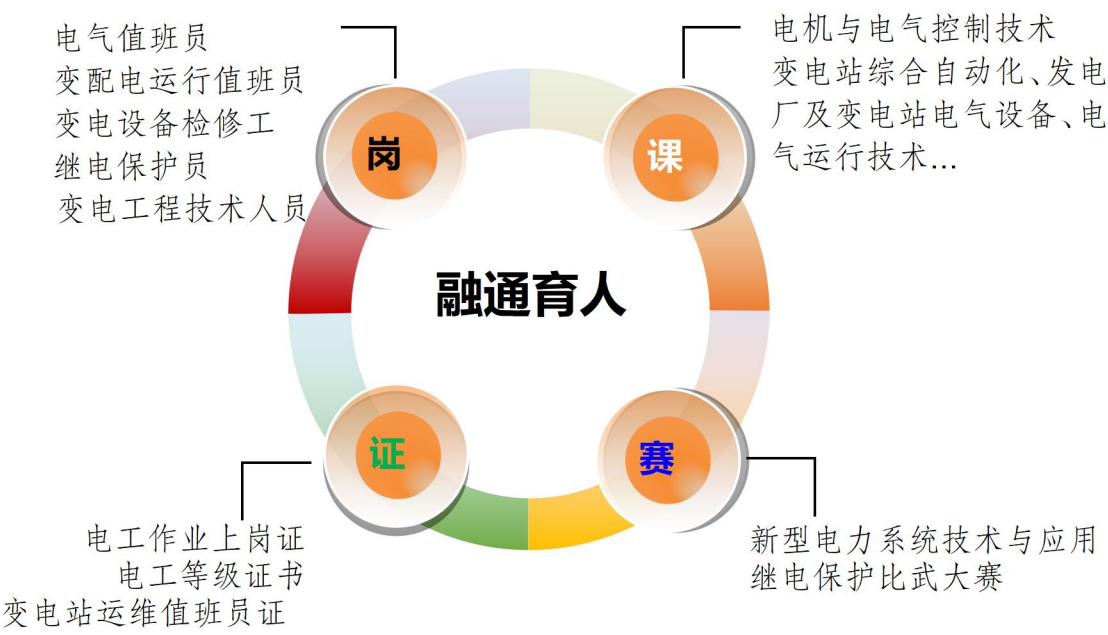 电气值班员
变配电运行值班员
变电设备检修工
继电保护员
变电工程技术人员
岗
电机与电气控制技术
变电站综合自动化、发电
厂及变电站电气设备、电
气运行技术...
课
融通育人
证
电工作业上岗证
电工等级证书
变电站运维值班员证
赛
新型电力系统技术与应用
继电保护比武大赛